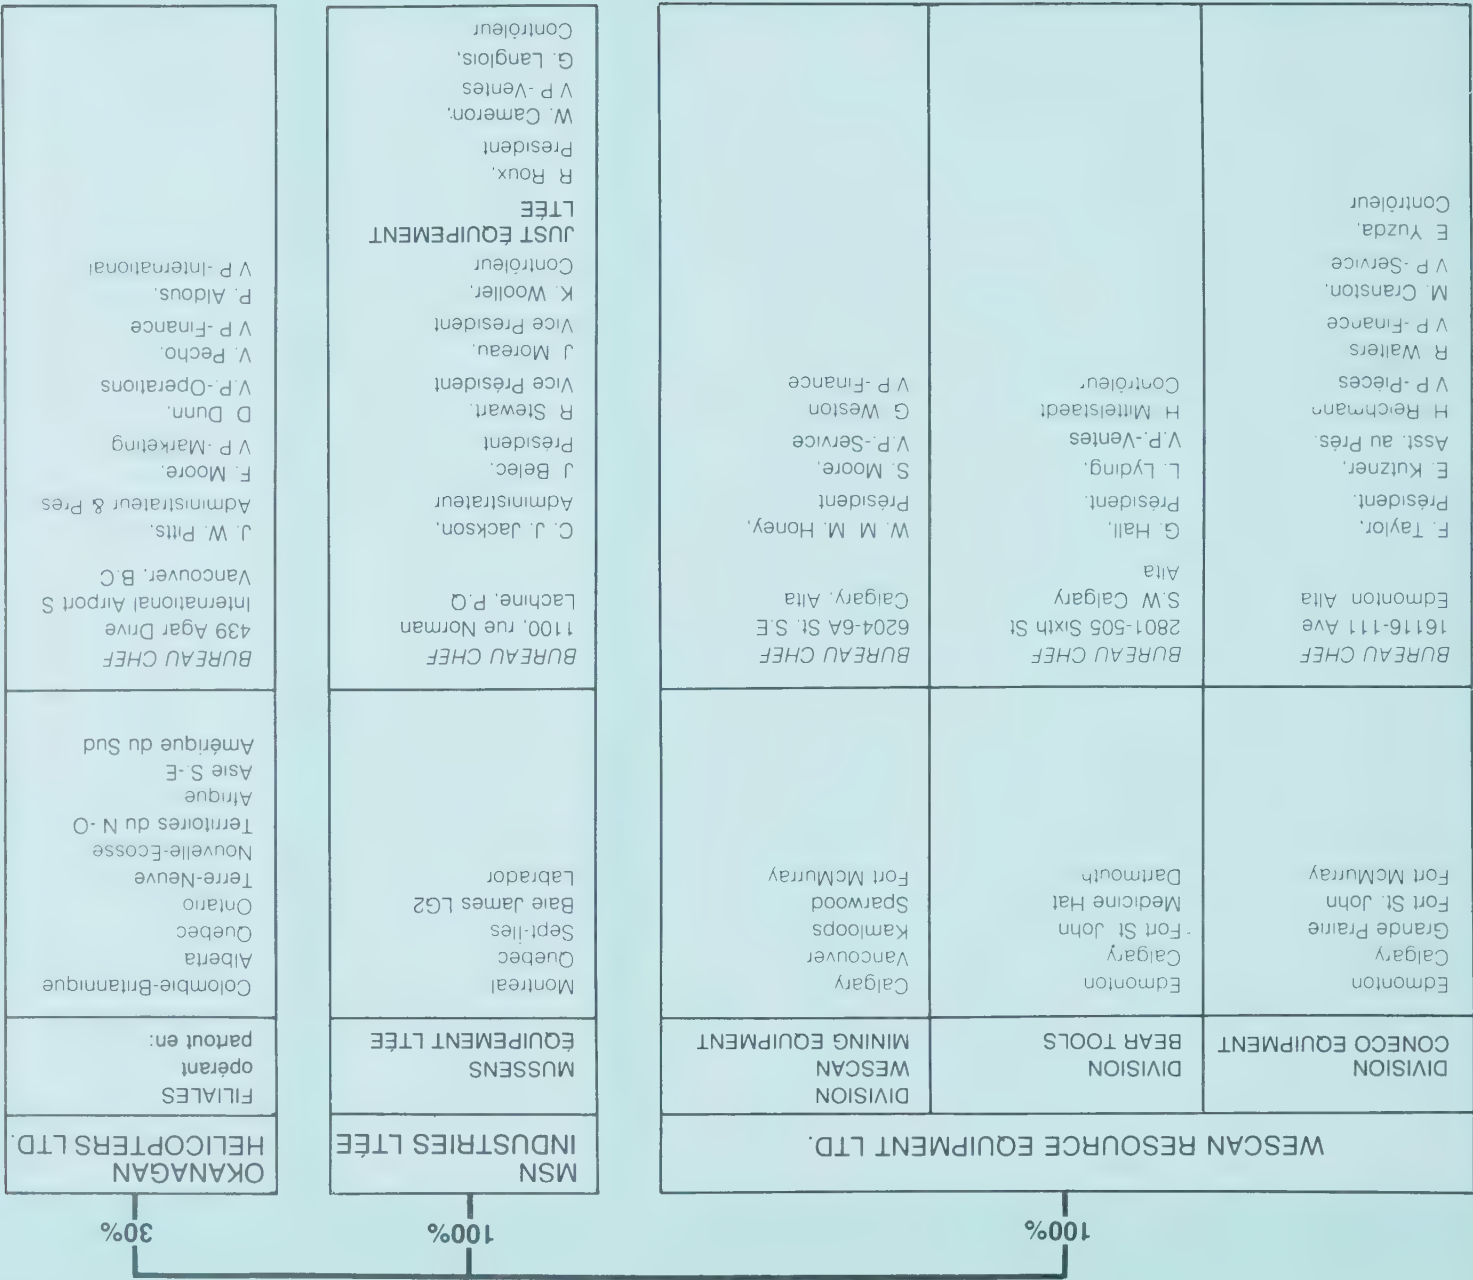 100%
100%
30%
WESCAN RESOURCE EQUIPMENT LTD.
DIVISION
CONECO EQUIPMENT
Edmonton
Calgary
Grande Prairie
Fort St. John
Fort McMurray
BUREAU CHEF
16116-111 Ave
Edmonton Alta
F. Taylor,
Président.
E. Kutzner,
Asst. au Prés.
H Reichmann
V P -Pièces
R Walters
V P -Finance
M. Cranston,
V P -Service
E Yuzda,
Contrôleur
DIVISION
BEAR TOOLS
Edmonton
Calgary
Fort St. John
Medicine Hat
Dartmouth
BUREAU CHEF
2801-505 Sixth St
S.W Calgary
Alta
G. Hall,
Président.
L. Lyding,
V.P.-Ventes
H Mittelstaedt
Contrôleur
DIVISION
WESCAN
MINING EQUIPMENT
Calgary
Vancouver
Kamloops
Sparwood
Fort McMurray
BUREAU CHEF
6204-6A St. S.E
Calgary, Alta
W. M. Honey,
Président
S. Moore,
V.P.-Service
G Weston
V P -Finance
MSN
INDUSTRIES LTÉE
MUSSENS
ÉQUIPEMENT LTÉE
Montreal
Quebec
Sept-Iles
Baie James LG2
Labrador
BUREAU CHEF
1100, rue Norman
Lachine, P.Q
C. J. Jackson,
Administrateur
J Belec.
Président
R Stewart.
Vice Président
J Moreau.
Vice President
K. Wooller,
Contrôleur
JUST ÉQUIPEMENT
LTÉE
R Roux,
President
W. Cameron,
V P -Ventes
G. Langlois,
Contrôleur
OKANAGAN
HELICOPTERS LTD.
FILIALES
opérant
partout en:
Colombie-Britannique
Alberta
Quebec
Ontario
Terre-Neuve
Nouvelle-Ecosse
Territoires du N -O
Afrique
Asie S.-E
Amérique du Sud
BUREAU CHEF
439 Agar Drive
International Airport S
Vancouver, B.C
J. W. Pitts,
Administrateur & Pres
F. Moore.
V P -Marketing
D Dunn.
V.P.-Operations
V. Pecho.
V P -Finance
P. Aldous.
V P -International